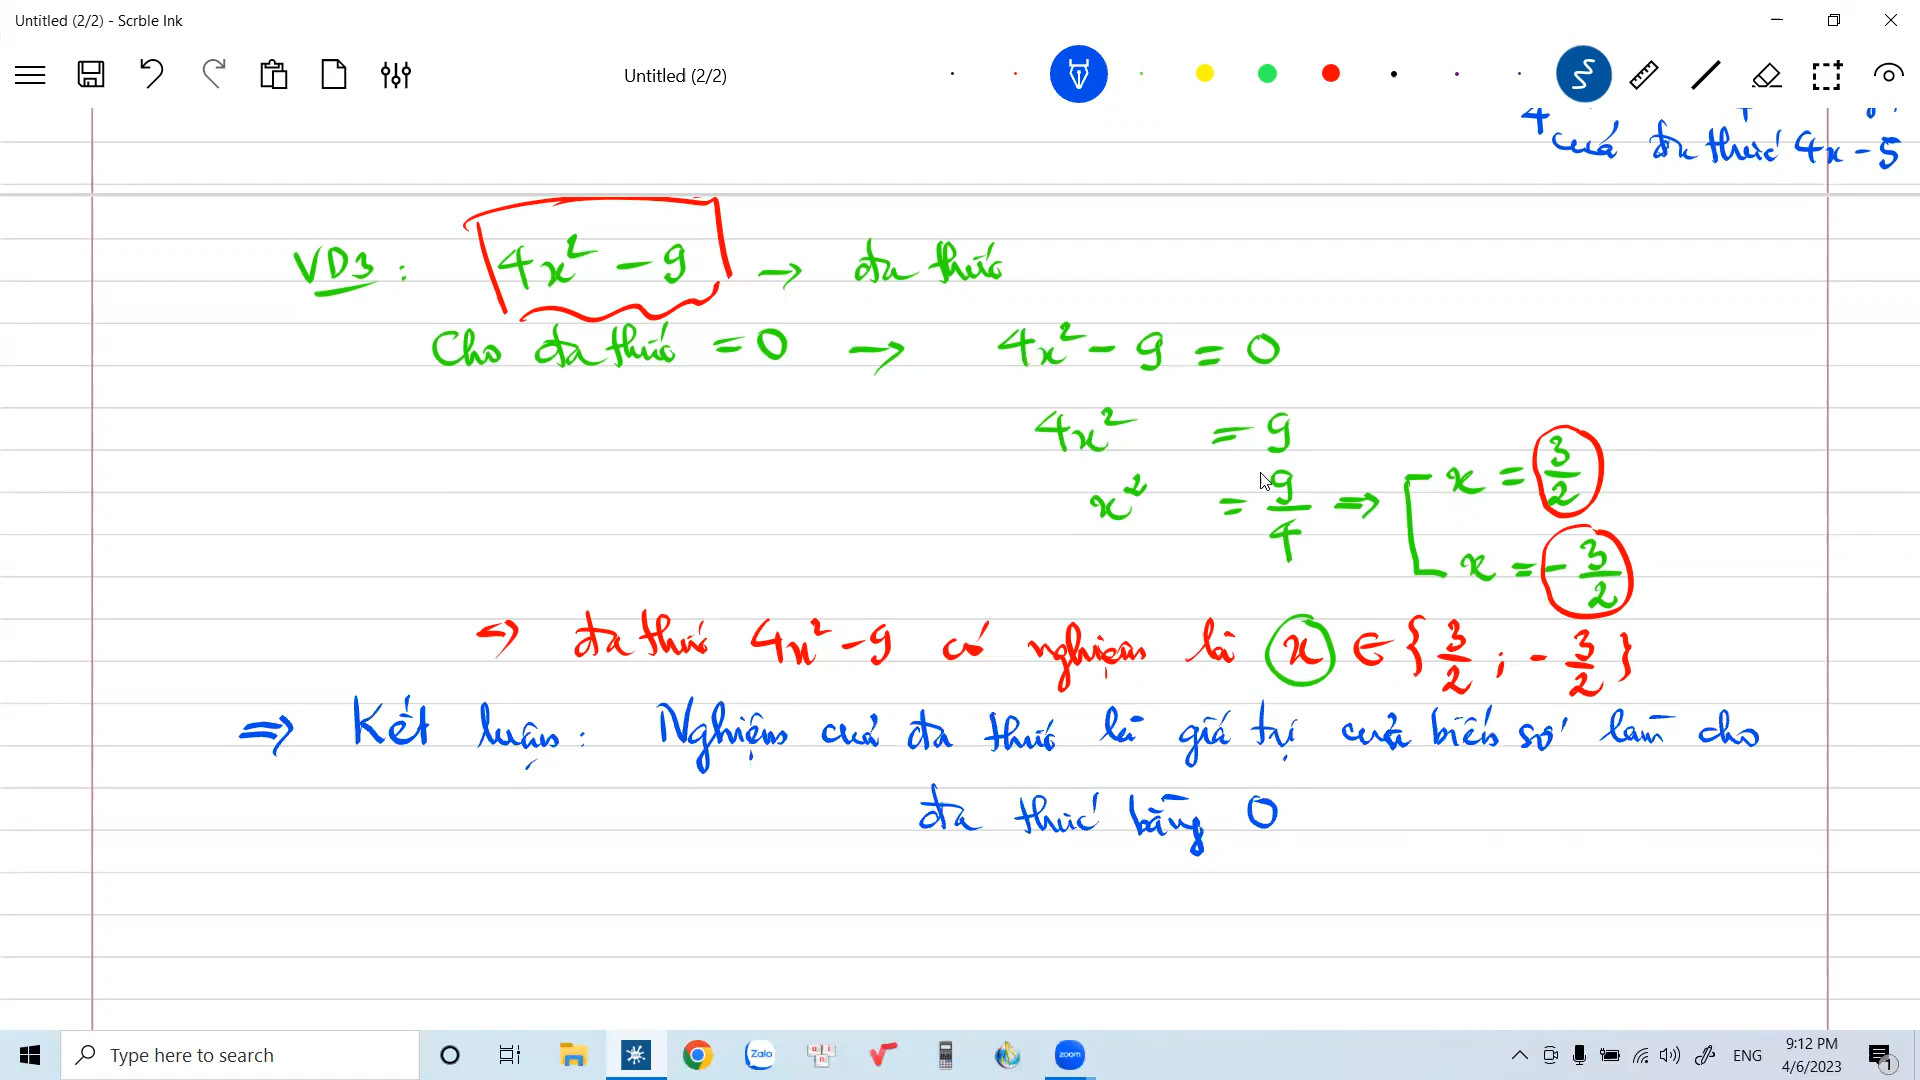 Untitled (2/2) - Scrble Ink
Untitled (2/2)
của đa thức 4x - 5
VD3 : 4x² - 9 → đa thức
Cho đa thức = 0 → 4x² - 9 = 0
4x² = 9
x² = 9/4 ⇒ [ x = 3/2
x = - 3/2
⇒ đa thức 4x² - 9 có nghiệm là x ∈ { 3/2 ; - 3/2 }
⇒ Kết luận : Nghiệm của đa thức là giá trị của biến số làm cho
đa thức bằng 0
Type here to search
Zalo
zoom
ENG
9:12 PM
4/6/2023
1